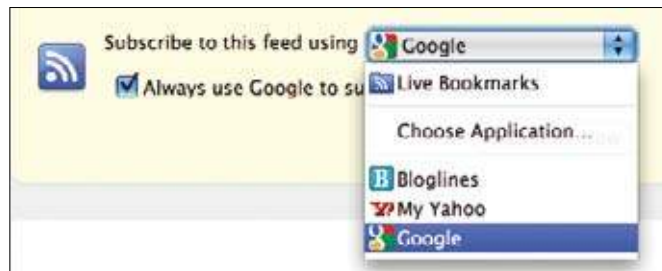 Subscribe to this feed using Google
Always use Google to su
Live Bookmarks
Choose Application...
Bloglines
My Yahoo
Google